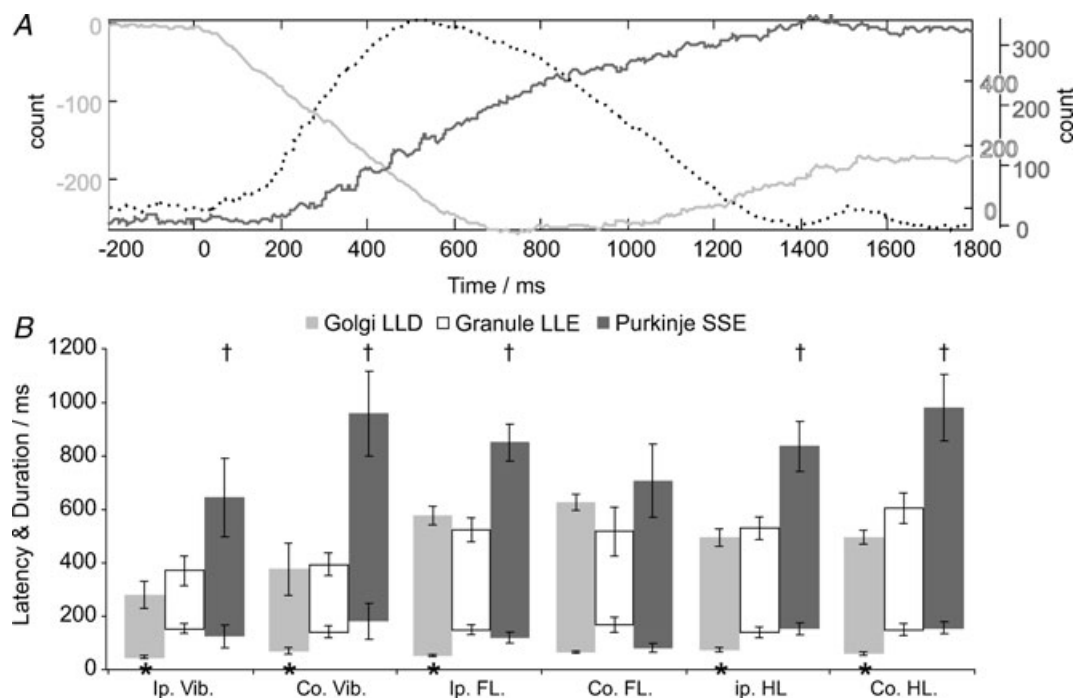 A
0
-100
-200
count
300
400
200
200
100
0
0
count
-200 0 200 400 600 800 1000 1200 1400 1600 1800
Time / ms
B
Golgi LLD Granule LLE Purkinje SSE
1200
1000
800
600
400
200
0
Latency & Duration / ms
† † † † †
* * * * *
Ip. Vib. Co. Vib. Ip. FL. Co. FL. ip. HL Co. HL.